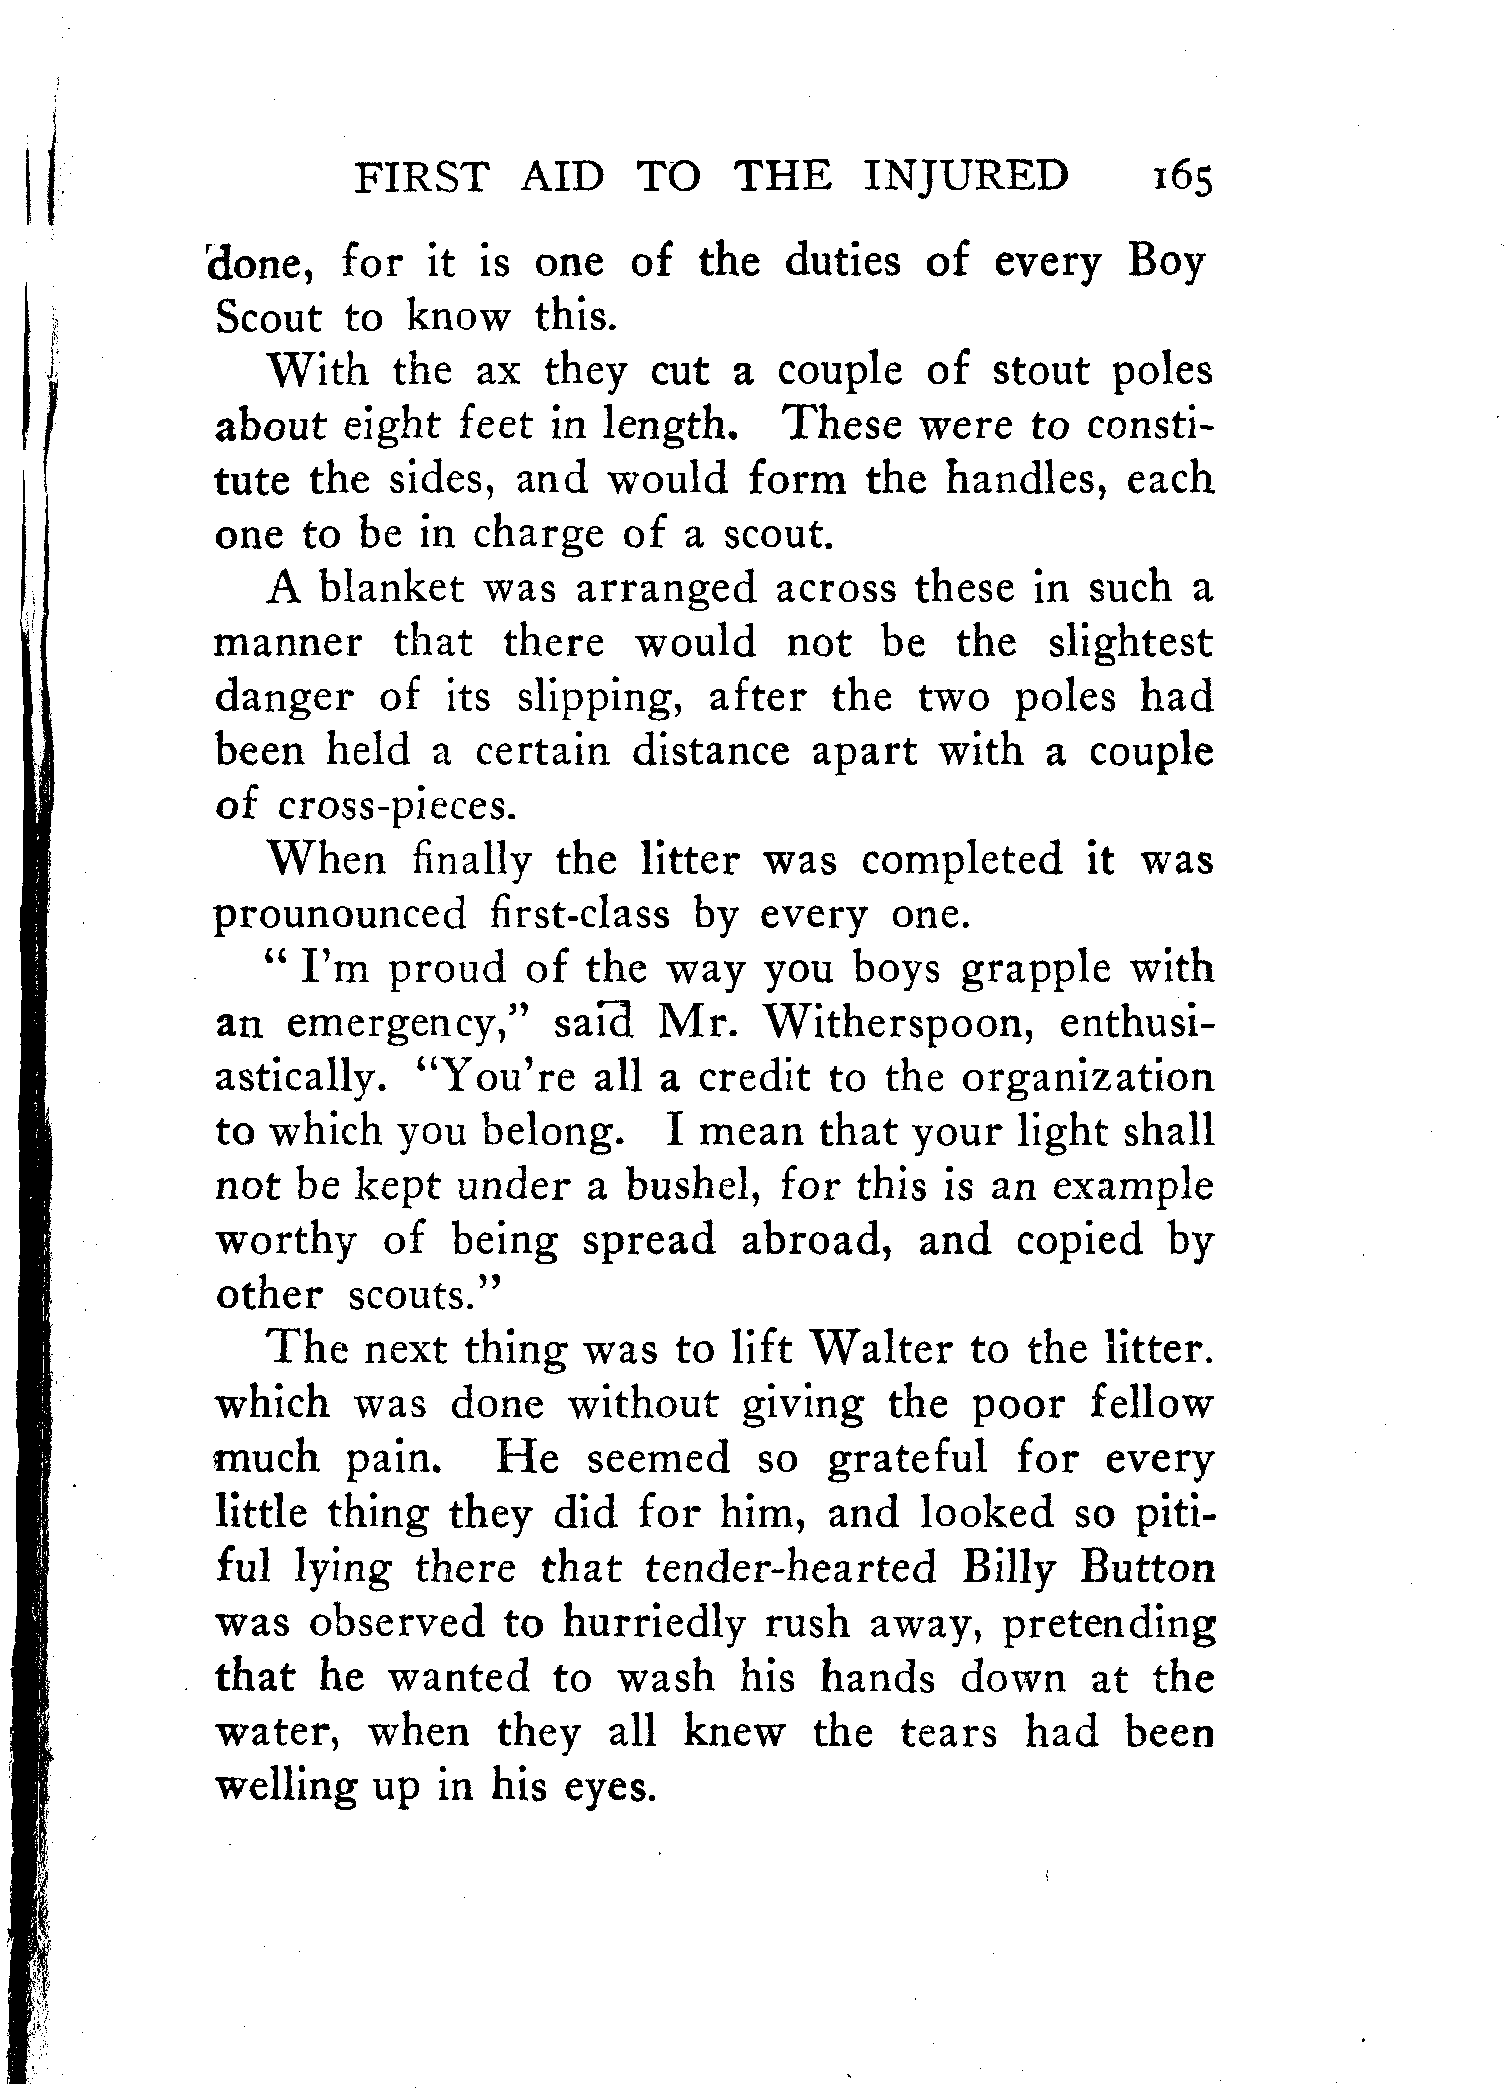 FIRST AID TO THE INJURED 165
done, for it is one of the duties of every Boy
Scout to know this.
With the ax they cut a couple of stout poles
about eight feet in length. These were to consti-
tute the sides, and would form the handles, each
one to be in charge of a scout.
A blanket was arranged across these in such a
manner that there would not be the slightest
danger of its slipping, after the two poles had
been held a certain distance apart with a couple
of cross-pieces.
When finally the litter was completed it was
prounounced first-class by every one.
“ I’m proud of the way you boys grapple with
an emergency,” said Mr. Witherspoon, enthusi-
astically. “You’re all a credit to the organization
to which you belong. I mean that your light shall
not be kept under a bushel, for this is an example
worthy of being spread abroad, and copied by
other scouts.”
The next thing was to lift Walter to the litter.
which was done without giving the poor fellow
much pain. He seemed so grateful for every
little thing they did for him, and looked so piti-
ful lying there that tender-hearted Billy Button
was observed to hurriedly rush away, pretending
that he wanted to wash his hands down at the
water, when they all knew the tears had been
welling up in his eyes.